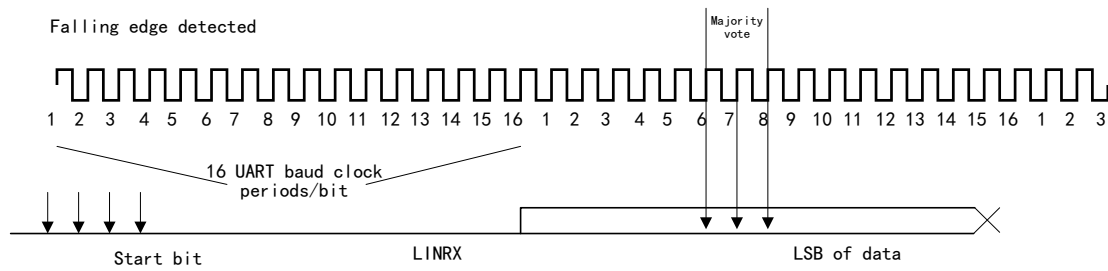 Falling edge detected
Majority
vote
1 2 3 4 5 6 7 8 9 10 11 12 13 14 15 16 1 2 3 4 5 6 7 8 9 10 11 12 13 14 15 16 1 2 3
16 UART baud clock
periods/bit
Start bit LINRX LSB of data